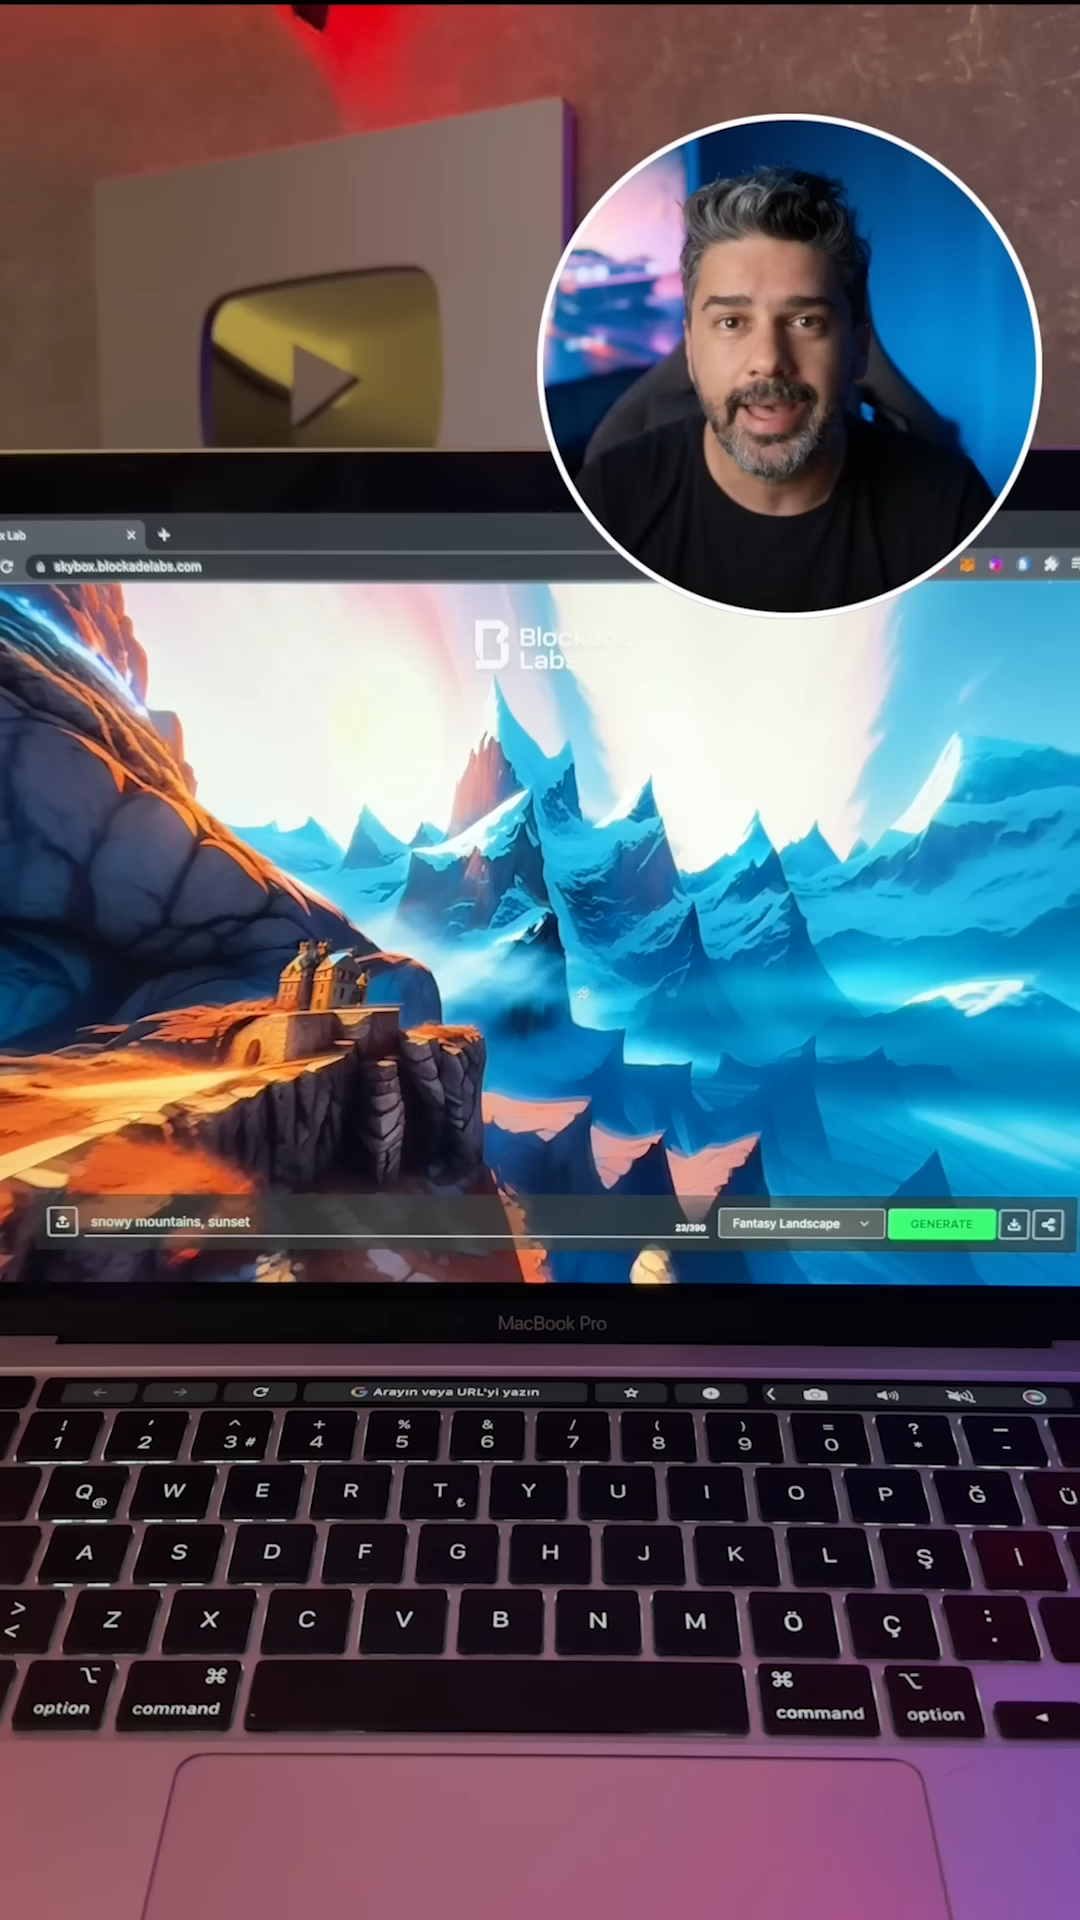 x Lab
skybox.blockadelabs.com
Blockade
Labs
snowy mountains, sunset
23/390
Fantasy Landscape
GENERATE
MacBook Pro
G Arayın veya URL'yi yazın
! ' ^ + % & / ( ) = ? _
1 2 3 # 4 5 6 7 8 9 0 * -
Q @ W E R T ₺ Y U I O P Ğ Ü
A S D F G H J K L Ş İ
> < Z X C V B N M Ö Ç : .
option command command option